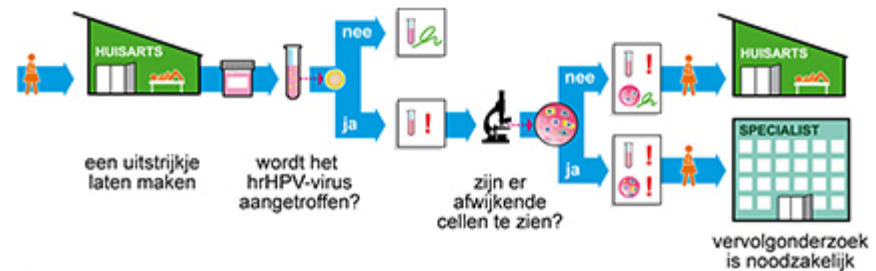 HUISARTS
een uitstrijkje
laten maken
wordt het
hrHPV-virus
aangetroffen?
nee
ja
!
zijn er
afwijkende
cellen te zien?
nee
!
HUISARTS
ja
!
!
SPECIALIST
vervolgonderzoek
is noodzakelijk